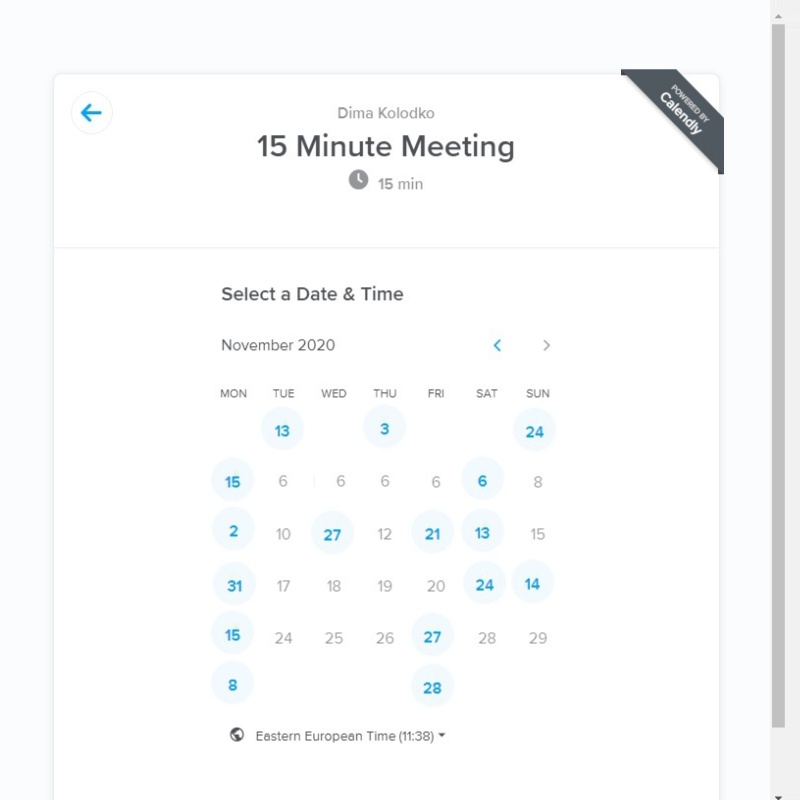 POWERED BY
Calendly
Dima Kolodko
15 Minute Meeting
15 min
Select a Date & Time
November 2020
MON TUE WED THU FRI SAT SUN
13 3 24
15 6 6 6 6 6 8
2 10 27 12 21 13 15
31 17 18 19 20 24 14
15 24 25 26 27 28 29
8 28
Eastern European Time (11:38)